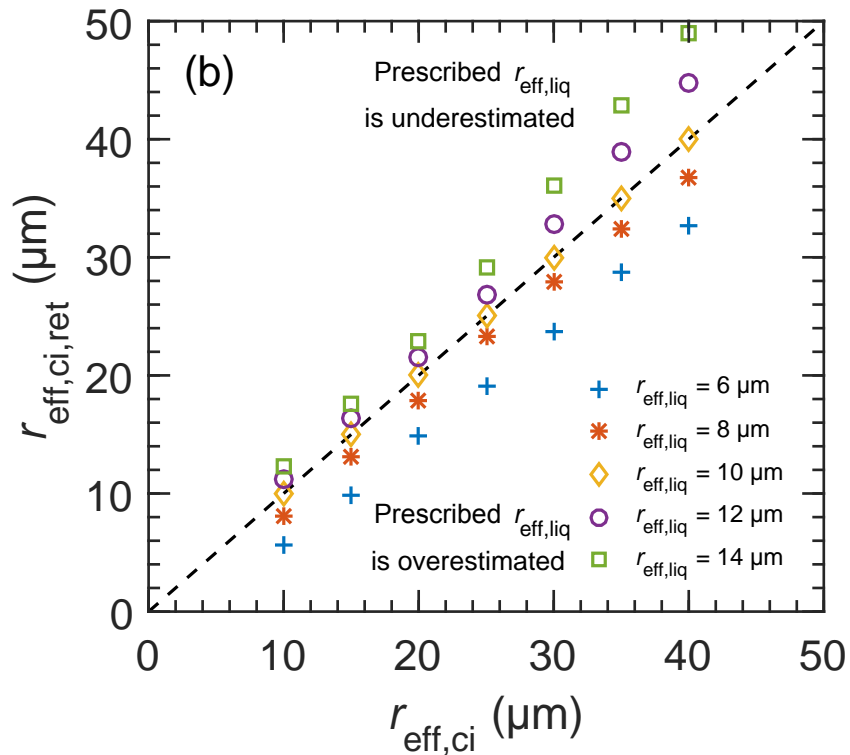 (b)
Prescribed r_eff,liq
is underestimated
50
40
30
20
10
0
r_eff,ci,ret (µm)
r_eff,liq = 6 µm
r_eff,liq = 8 µm
r_eff,liq = 10 µm
r_eff,liq = 12 µm
r_eff,liq = 14 µm
Prescribed r_eff,liq
is overestimated
0 10 20 30 40 50
r_eff,ci (µm)